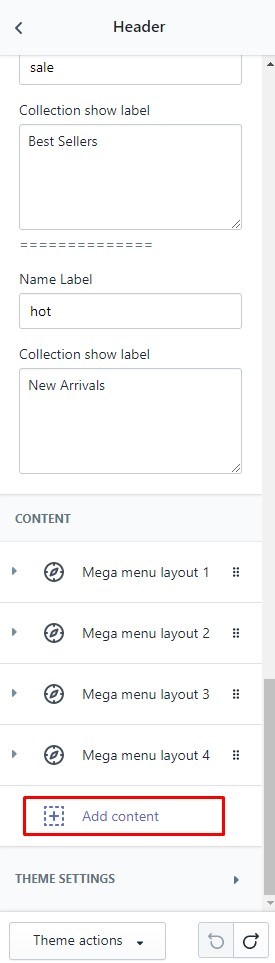 Header
sale
Collection show label
Best Sellers
==============
Name Label
hot
Collection show label
New Arrivals
CONTENT
Mega menu layout 1
Mega menu layout 2
Mega menu layout 3
Mega menu layout 4
Add content
THEME SETTINGS
Theme actions